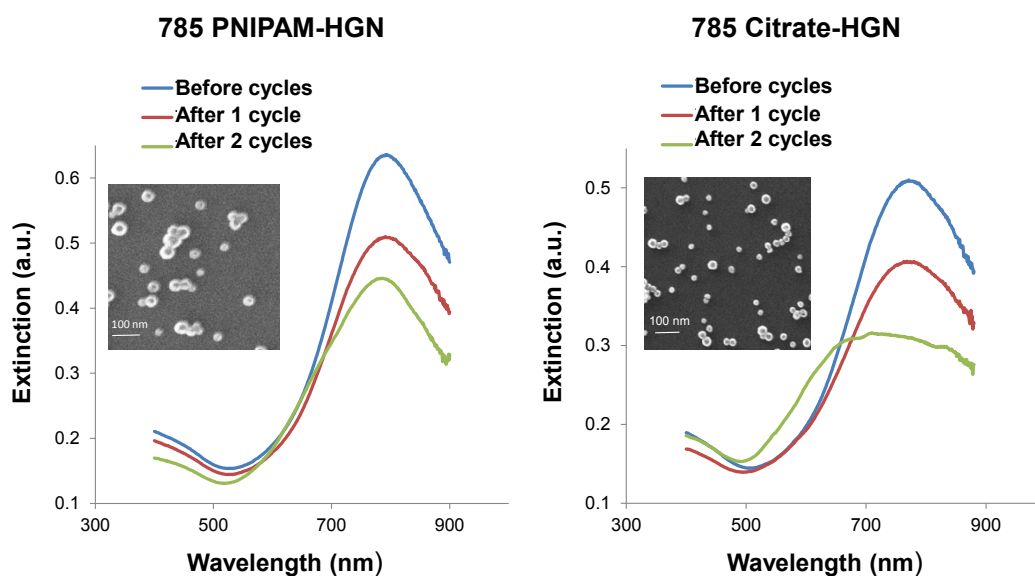 785 PNIPAM-HGN
Before cycles
After 1 cycle
After 2 cycles
0.6
0.5
0.4
0.3
0.2
0.1
300
500
700
900
Extinction (a.u.)
Wavelength (nm)
100 nm
785 Citrate-HGN
Before cycles
After 1 cycle
After 2 cycles
0.5
0.4
0.3
0.2
0.1
300
500
700
900
Extinction (a.u.)
Wavelength (nm)
100 nm